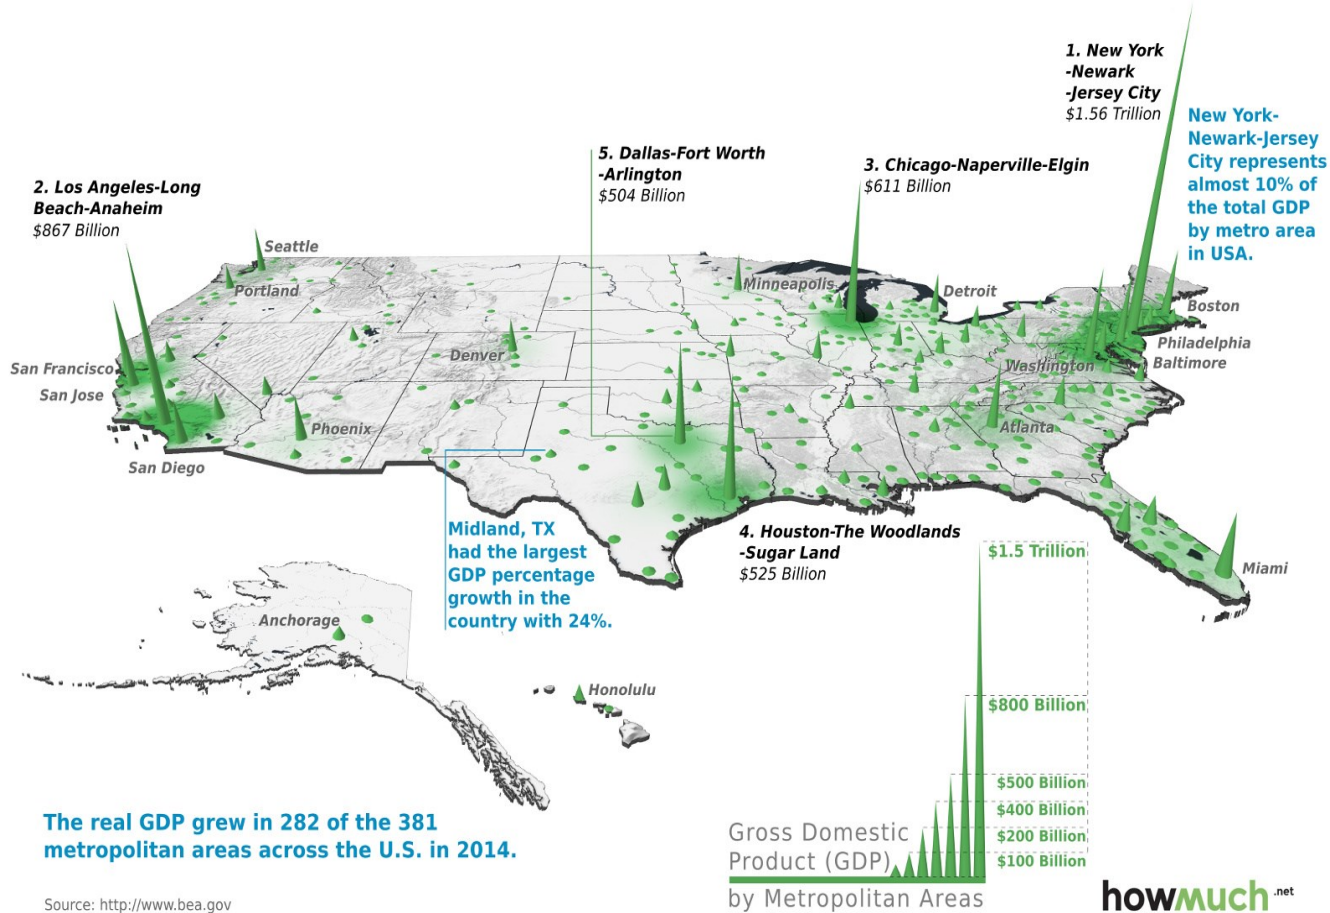 1. New York
-Newark
-Jersey City
$1.56 Trillion
New York-
Newark-Jersey
City represents
almost 10% of
the total GDP
by metro area
in USA.
5. Dallas-Fort Worth
-Arlington
$504 Billion
3. Chicago-Naperville-Elgin
$611 Billion
2. Los Angeles-Long
Beach-Anaheim
$867 Billion
Seattle
Portland
Minneapolis
Detroit
Boston
Philadelphia
Baltimore
Washington
Denver
San Francisco
San Jose
Phoenix
Atlanta
San Diego
Midland, TX
had the largest
GDP percentage
growth in the
country with 24%.
4. Houston-The Woodlands
-Sugar Land
$525 Billion
Miami
Anchorage
Honolulu
$1.5 Trillion
$800 Billion
$500 Billion
$400 Billion
$200 Billion
$100 Billion
Gross Domestic
Product (GDP)
by Metropolitan Areas
The real GDP grew in 282 of the 381
metropolitan areas across the U.S. in 2014.
Source: http://www.bea.gov
howmuch.net